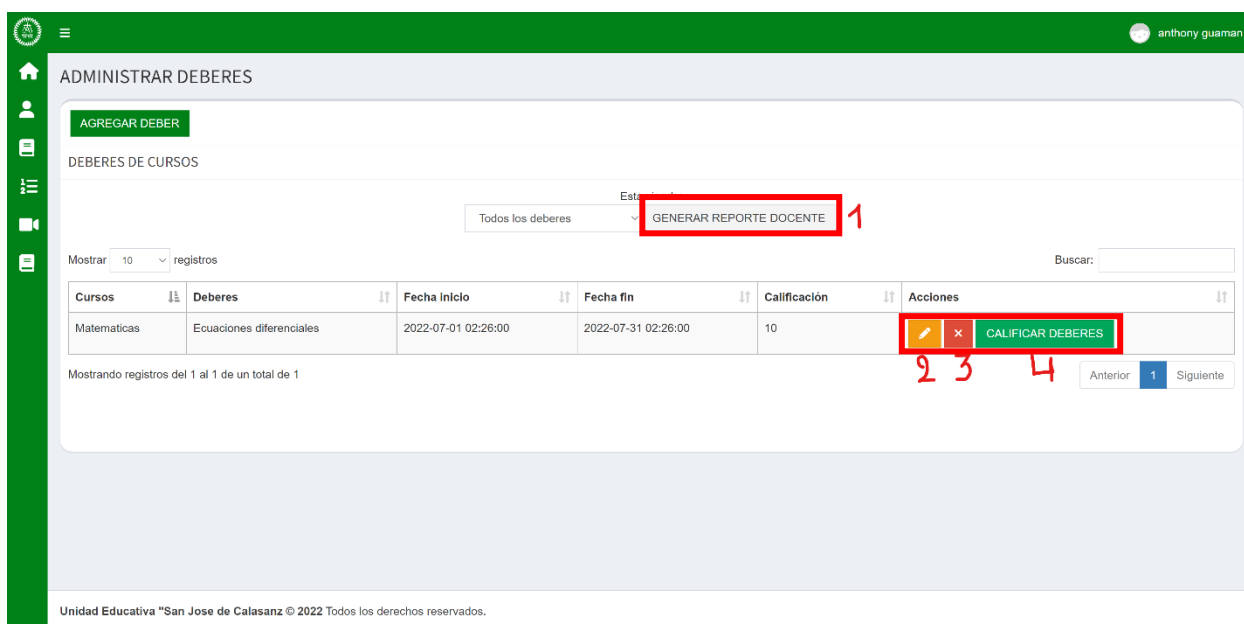 anthony guaman
ADMINISTRAR DEBERES
AGREGAR DEBER
DEBERES DE CURSOS
Todos los deberes GENERAR REPORTE DOCENTE 1
Mostrar 10 registros Buscar:
Cursos Deberes Fecha Inicio Fecha fin Calificación Acciones
Matematicas Ecuaciones diferenciales 2022-07-01 02:26:00 2022-07-31 02:26:00 10 CALIFICAR DEBERES
2 3 4
Mostrando registros del 1 al 1 de un total de 1 Anterior 1 Siguiente
Unidad Educativa "San Jose de Calasanz © 2022 Todos los derechos reservados.